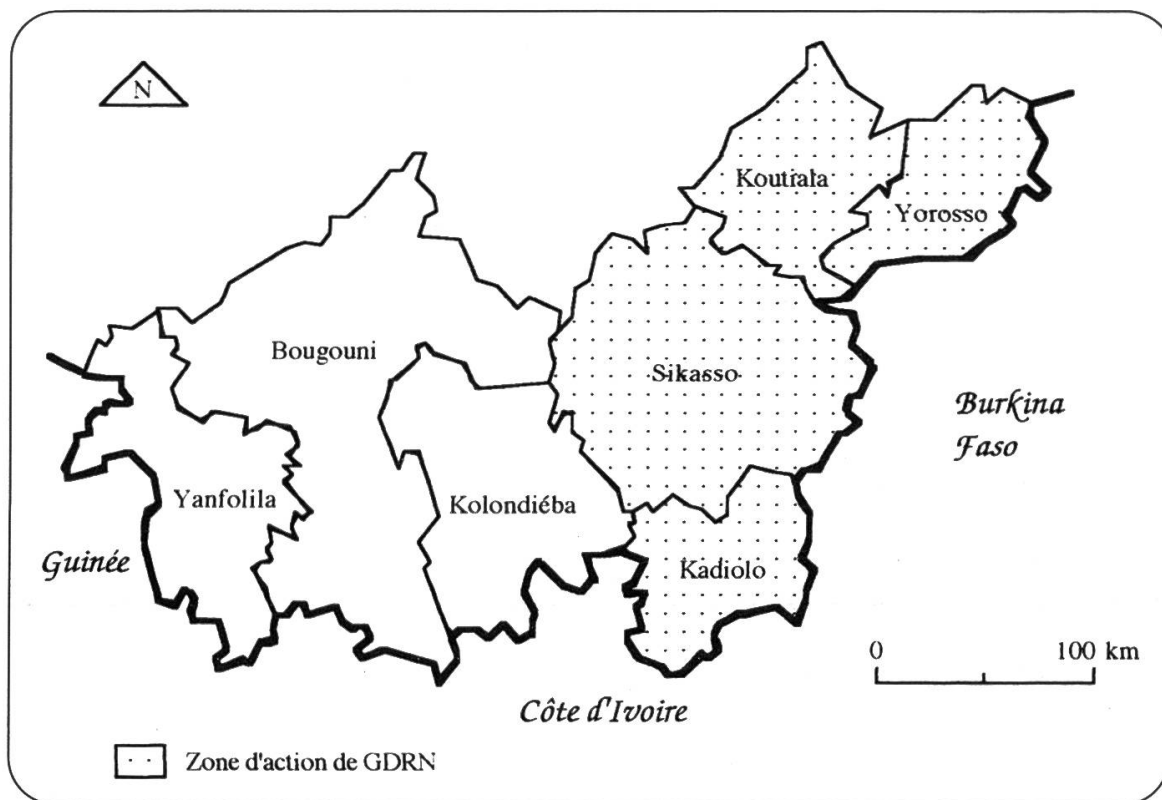 N
Koutiala
Yorosso
Bougouni
Sikasso
Burkina
Faso
Yanfolila
Kolondiéba
Guinée
Kadiolo
0 100 km
Côte d'Ivoire
Zone d'action de GDRN